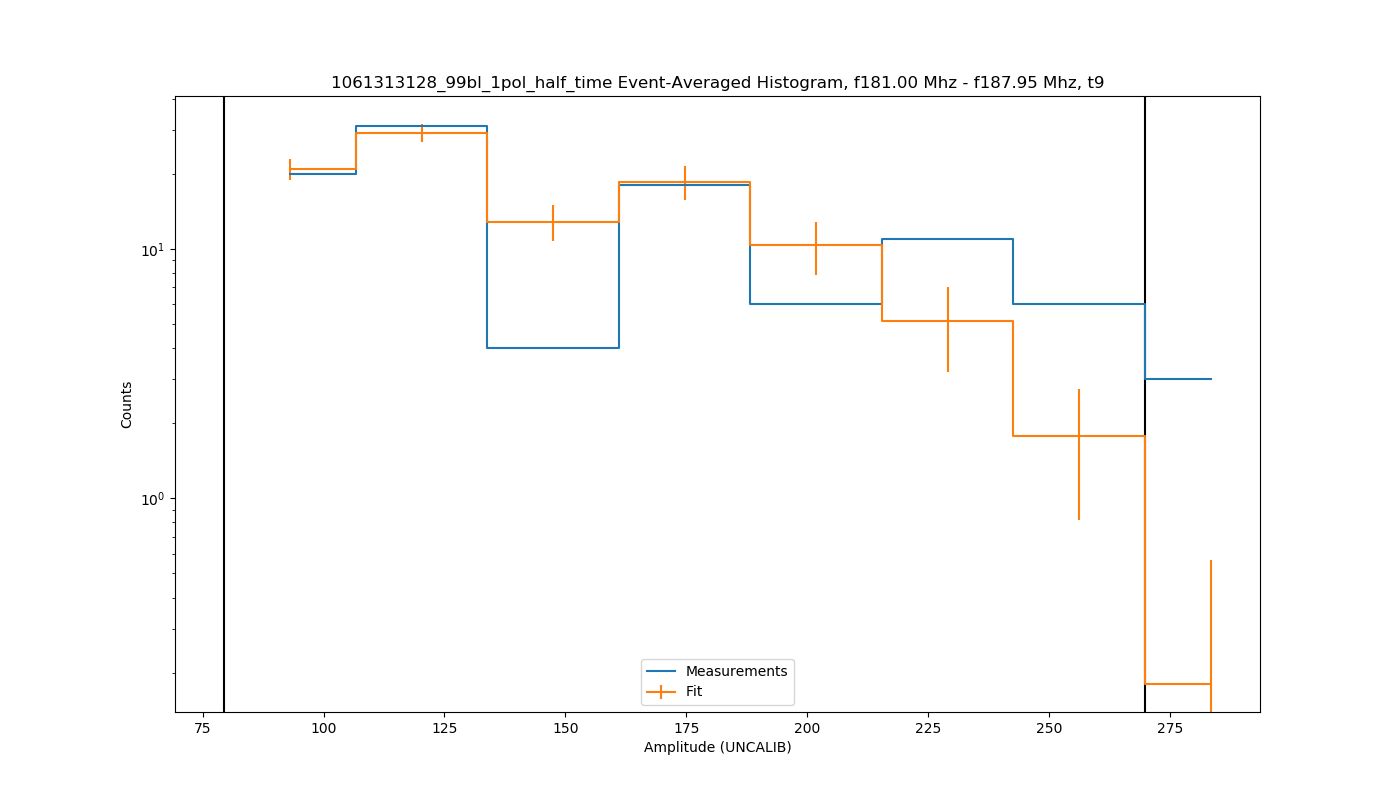 1061313128_99bl_1pol_half_time Event-Averaged Histogram, f181.00 Mhz - f187.95 Mhz, t9
Counts
10¹
10⁰
Measurements
Fit
75 100 125 150 175 200 225 250 275
Amplitude (UNCALIB)